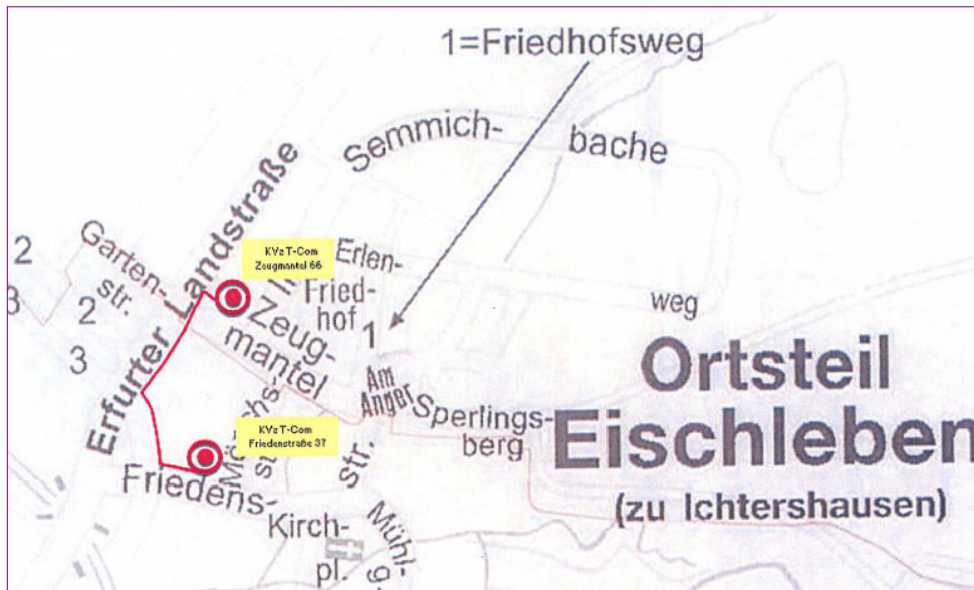 1=Friedhofsweg
Semmich-
bache
Erfurter Landstraße
2
Garten-
str.
KVz T-Com
Zeugmantel 66
Erlen-
weg
Fried-
hof
3
2
3
Zeug-
mantel
1
Am
Anger
Sperlings-
berg
Ortsteil
Eischleben
(zu Ichtershausen)
KVz T-Com
Friedenstraße 37
str.
Friedens-
Kirch-
pl.
Mühl-
g.